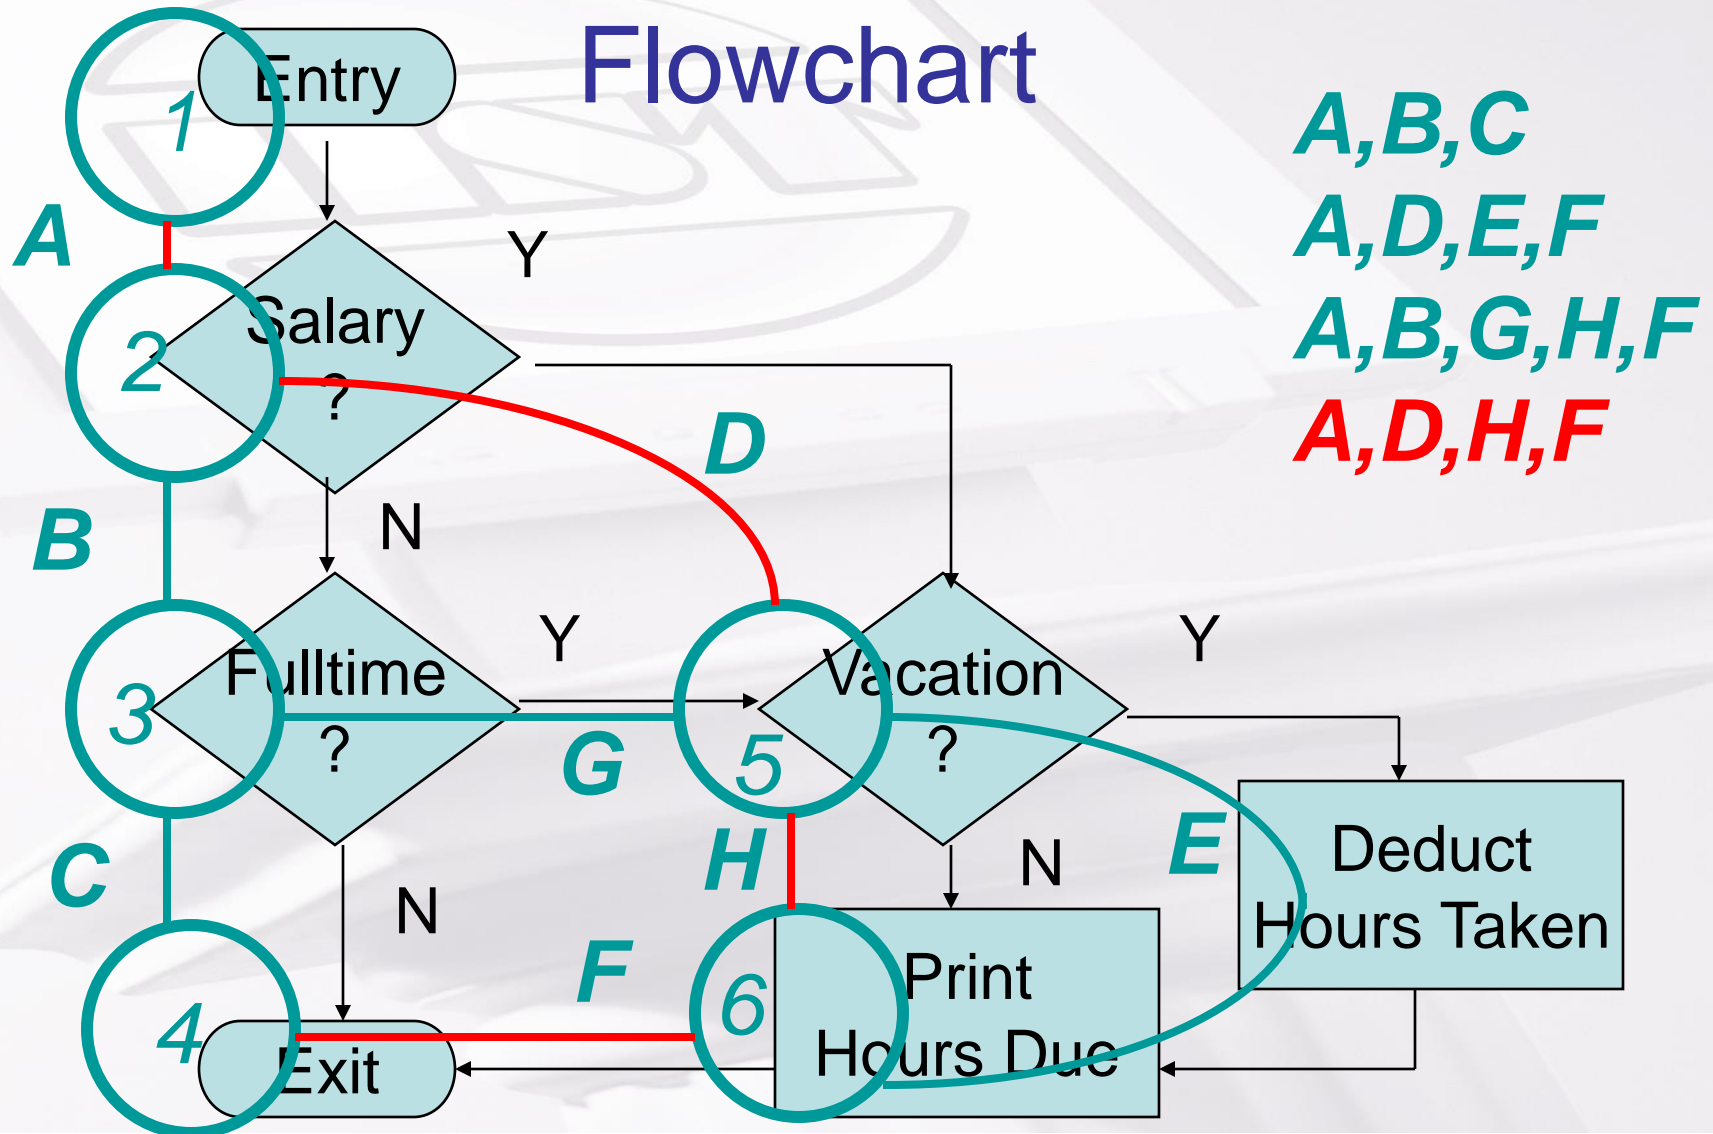 Flowchart
1
Entry
A,B,C
A
Y
A,D,E,F
2
Salary
?
A,B,G,H,F
D
A,D,H,F
B
N
3
Fulltime
?
Y
G
5
Vacation
?
Y
C
N
H
N
E
Deduct
Hours Taken
F
6
Print
Hours Due
4
Exit